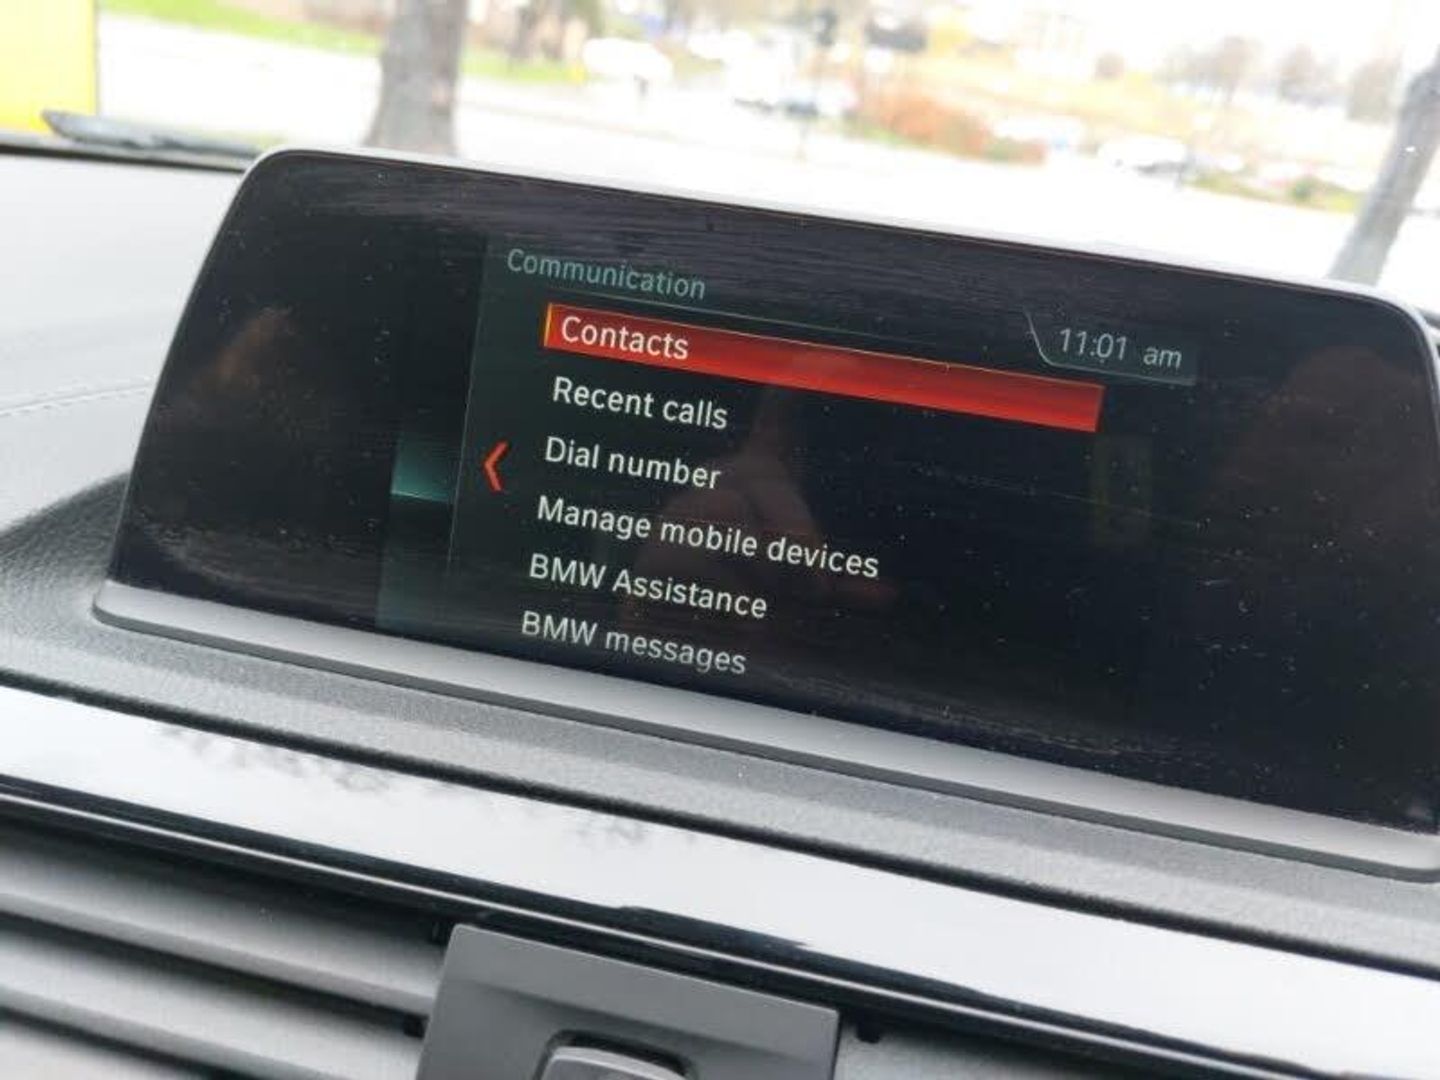 Communication
11:01 am
Contacts
Recent calls
Dial number
Manage mobile devices
BMW Assistance
BMW messages